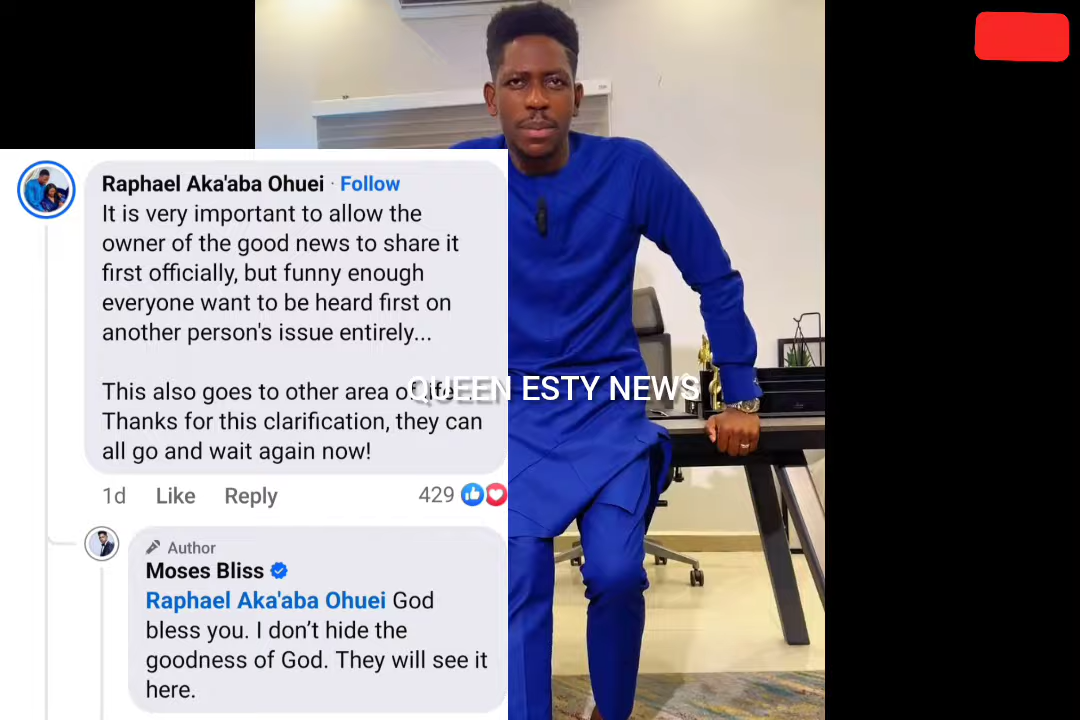 Raphael Aka'aba Ohuei · Follow
It is very important to allow the
owner of the good news to share it
first officially, but funny enough
everyone want to be heard first on
another person's issue entirely...
This also goes to other area of life...
Thanks for this clarification, they can
all go and wait again now!
QUEEN ESTY NEWS
1d Like Reply 429
Author
Moses Bliss
Raphael Aka'aba Ohuei God
bless you. I don't hide the
goodness of God. They will see it
here.